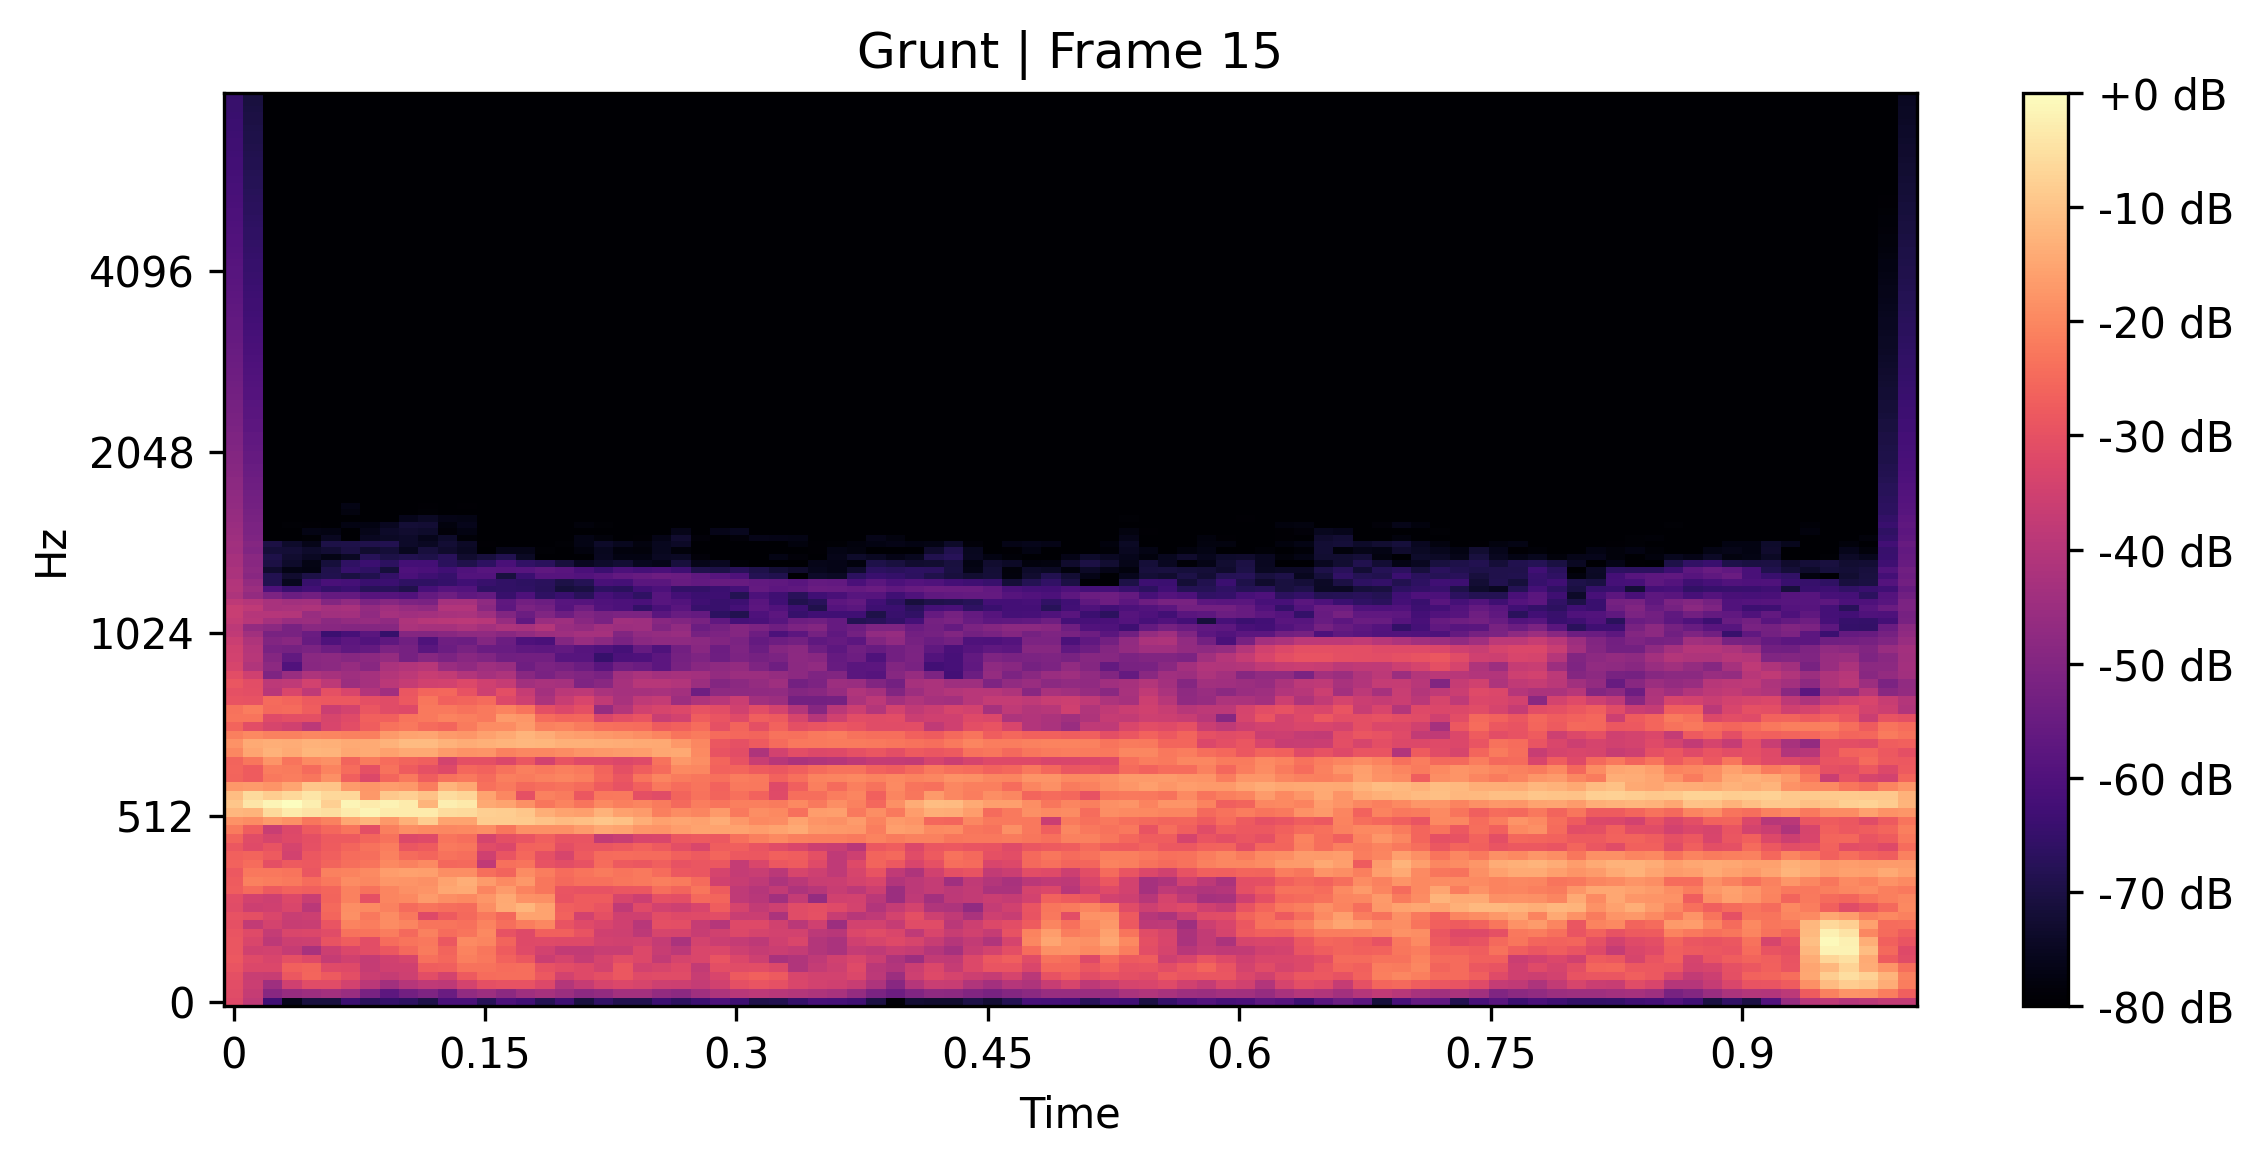 Grunt | Frame 15
+0 dB
-10 dB
-20 dB
-30 dB
-40 dB
-50 dB
-60 dB
-70 dB
-80 dB
Hz
4096
2048
1024
512
0
0 0.15 0.3 0.45 0.6 0.75 0.9
Time